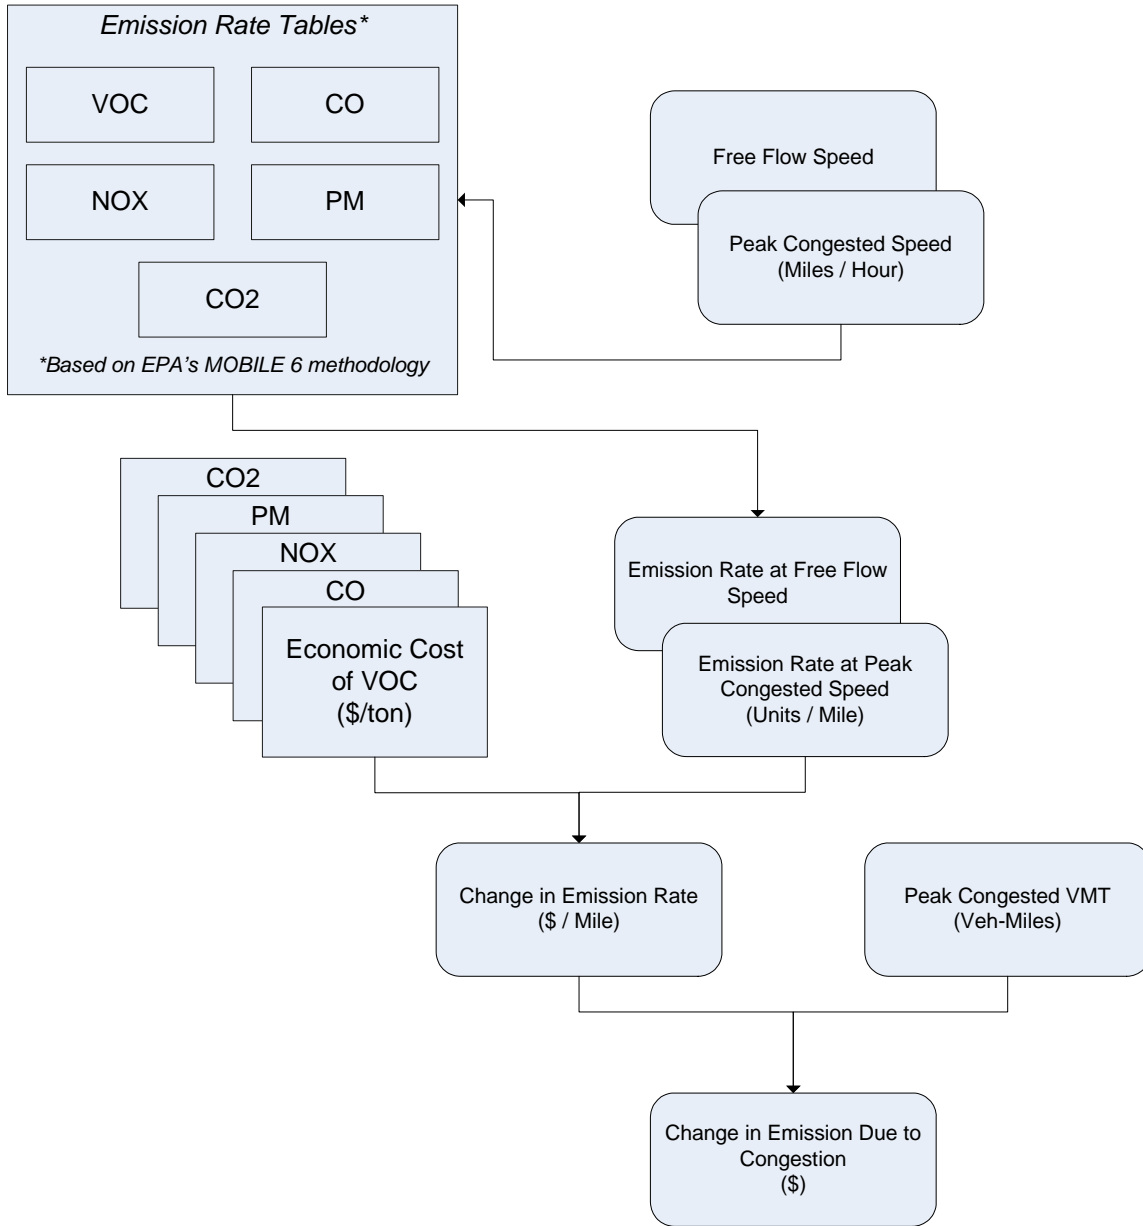 Emission Rate Tables*
VOC
CO
NOX
PM
CO2
*Based on EPA's MOBILE 6 methodology
Free Flow Speed
Peak Congested Speed
(Miles / Hour)
CO2
PM
NOX
CO
Economic Cost
of VOC
($/ton)
Emission Rate at Free Flow
Speed
Emission Rate at Peak
Congested Speed
(Units / Mile)
Change in Emission Rate
($ / Mile)
Peak Congested VMT
(Veh-Miles)
Change in Emission Due to
Congestion
($)